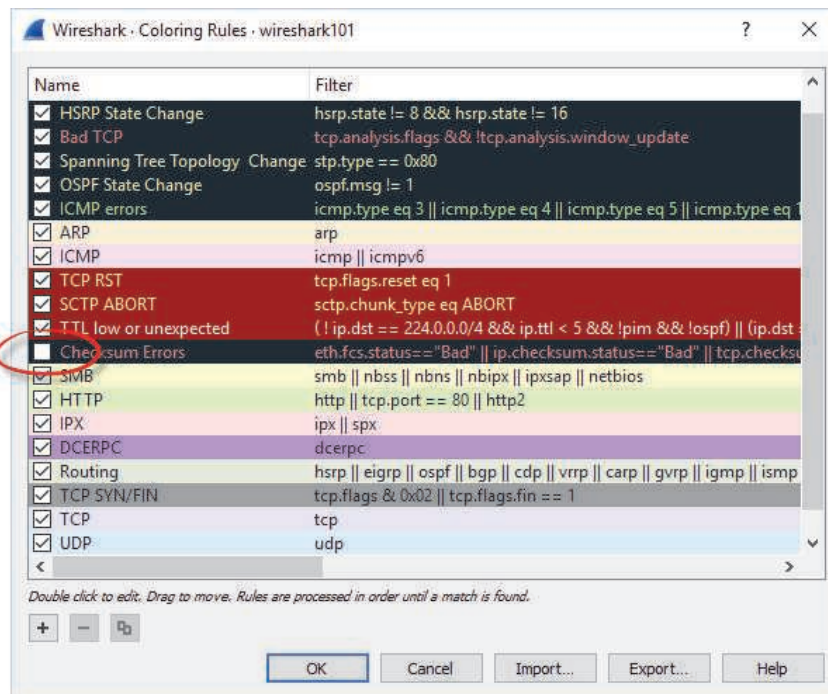 Wireshark · Coloring Rules · wireshark101 ?
Name Filter
HSRP State Change hsrp.state != 8 && hsrp.state != 16
Bad TCP tcp.analysis.flags && !tcp.analysis.window_update
Spanning Tree Topology Change stp.type == 0x80
OSPF State Change ospf.msg != 1
ICMP errors icmp.type eq 3 || icmp.type eq 4 || icmp.type eq 5 || icmp.type eq 1
ARP arp
ICMP icmp || icmpv6
TCP RST tcp.flags.reset eq 1
SCTP ABORT sctp.chunk_type eq ABORT
TTL low or unexpected ( ! ip.dst == 224.0.0.0/4 && ip.ttl < 5 && !pim && !ospf) || (ip.dst
Checksum Errors eth.fcs.status=="Bad" || ip.checksum.status=="Bad" || tcp.checksu
SMB smb || nbss || nbns || nbipx || ipxsap || netbios
HTTP http || tcp.port == 80 || http2
IPX ipx || spx
DCERPC dcerpc
Routing hsrp || eigrp || ospf || bgp || cdp || vrrp || carp || gvrp || igmp || ismp
TCP SYN/FIN tcp.flags & 0x02 || tcp.flags.fin == 1
TCP tcp
UDP udp
Double click to edit. Drag to move. Rules are processed in order until a match is found.
OK Cancel Import... Export... Help